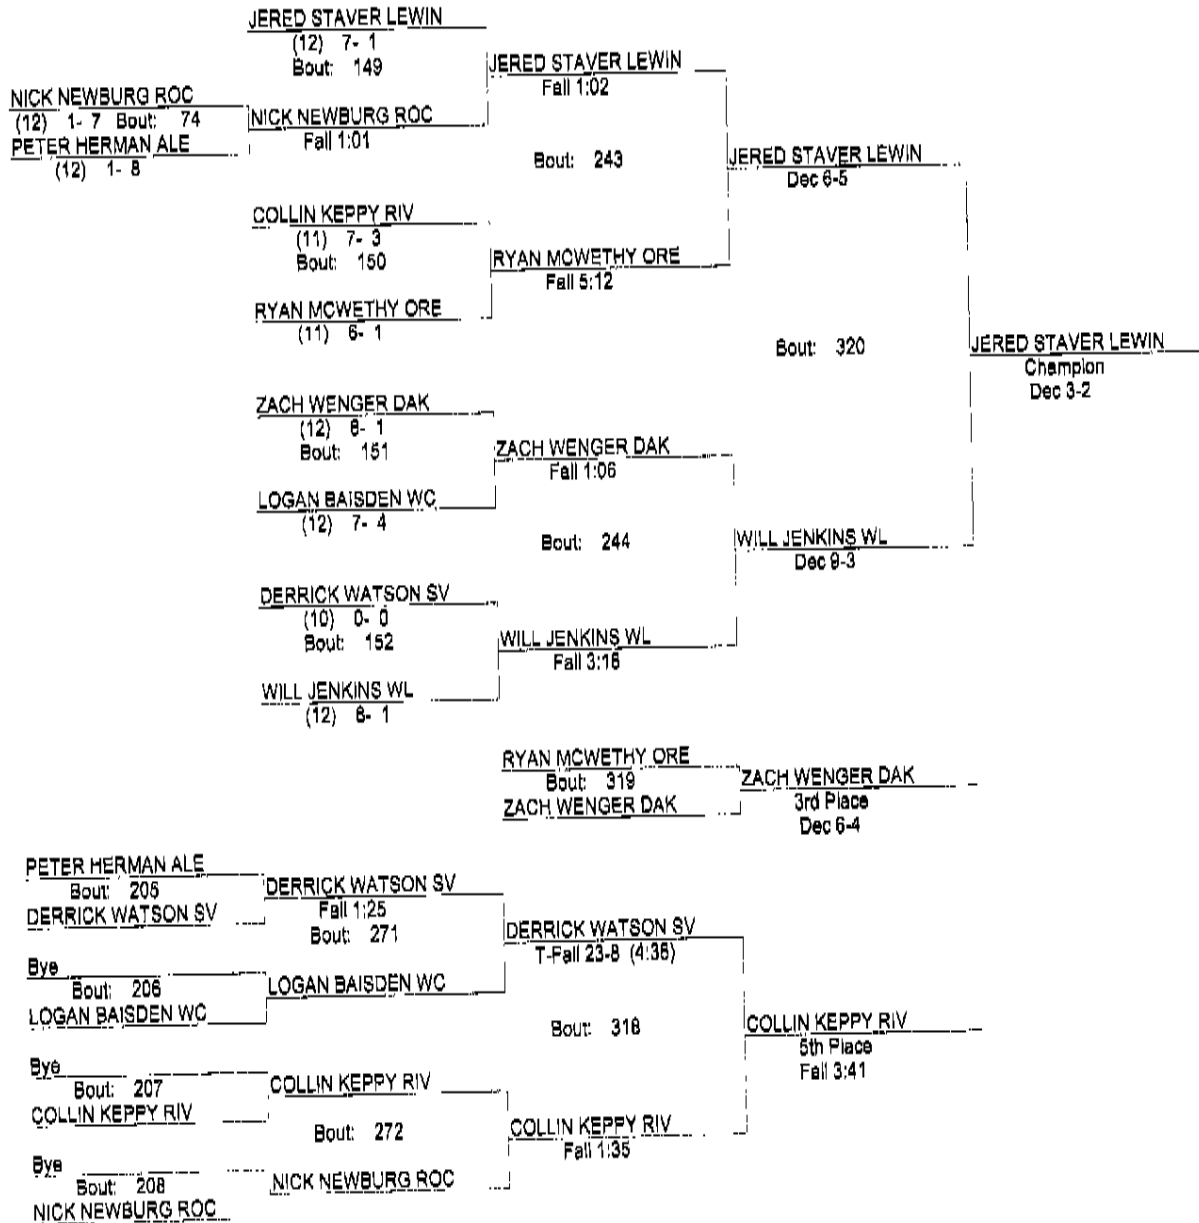 JERED STAVER LEWIN
(12) 7- 1
Bout: 149
JERED STAVER LEWIN
Fall 1:02
NICK NEWBURG ROC
(12) 1- 7 Bout: 74
NICK NEWBURG ROC
Fall 1:01
PETER HERMAN ALE
(12) 1- 8
Bout: 243
JERED STAVER LEWIN
Dec 6-5
COLLIN KEPPY RIV
(11) 7- 3
Bout: 150
RYAN MCWETHY ORE
Fall 5:12
RYAN MCWETHY ORE
(11) 6- 1
Bout: 320
JERED STAVER LEWIN
Champion
Dec 3-2
ZACH WENGER DAK
(12) 8- 1
Bout: 151
ZACH WENGER DAK
Fall 1:06
LOGAN BAISDEN WC
(12) 7- 4
Bout: 244
WILL JENKINS WL
Dec 9-3
DERRICK WATSON SV
(10) 0- 0
Bout: 152
WILL JENKINS WL
Fall 3:16
WILL JENKINS WL
(12) 8- 1
RYAN MCWETHY ORE
Bout: 319
ZACH WENGER DAK
ZACH WENGER DAK
3rd Place
Dec 6-4
PETER HERMAN ALE
Bout: 205
DERRICK WATSON SV
DERRICK WATSON SV
Fall 1:25
Bout: 271
DERRICK WATSON SV
T-Fall 23-8 (4:36)
Bye
Bout: 206
LOGAN BAISDEN WC
LOGAN BAISDEN WC
Bout: 318
COLLIN KEPPY RIV
5th Place
Fall 3:41
Bye
Bout: 207
COLLIN KEPPY RIV
COLLIN KEPPY RIV
Bout: 272
COLLIN KEPPY RIV
Fall 1:35
Bye
Bout: 208
NICK NEWBURG ROC
NICK NEWBURG ROC